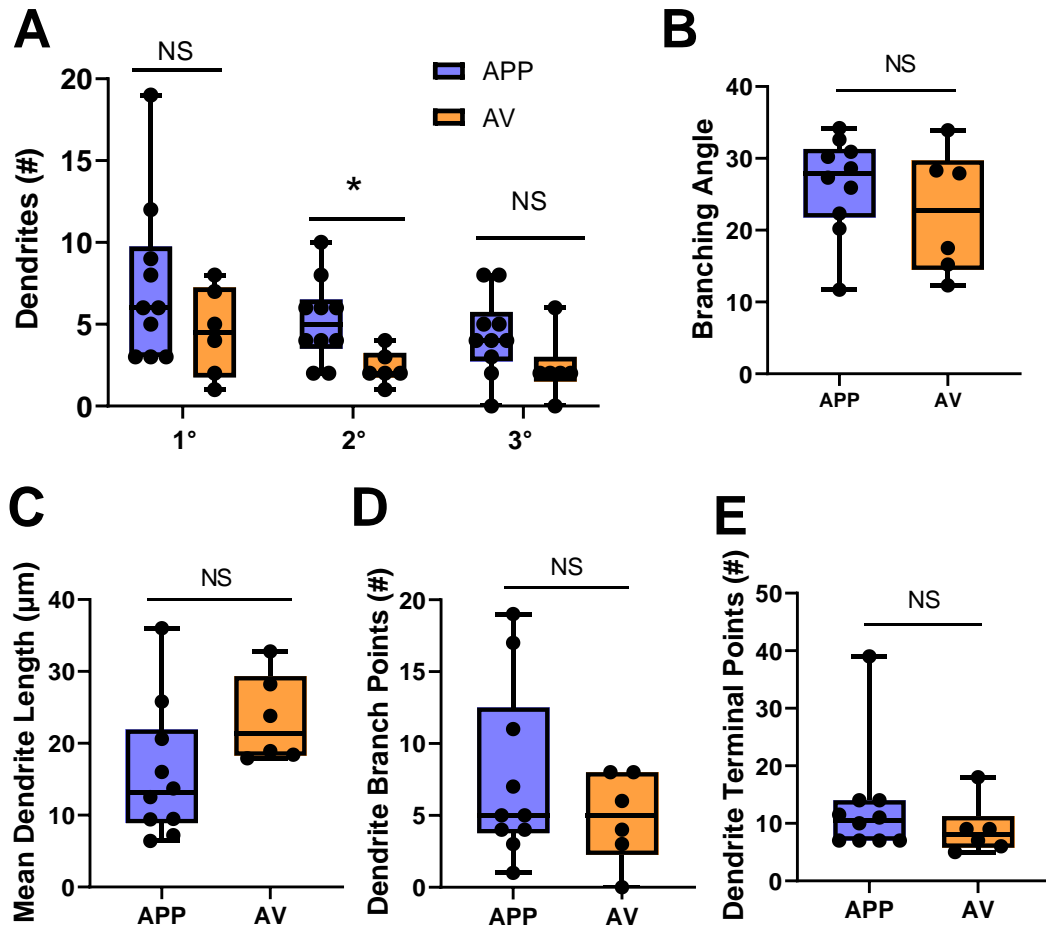 A
NS
APP
AV
*
NS
20
15
10
5
0
Dendrites (#)
1°
2°
3°
B
NS
40
30
20
10
0
Branching Angle
APP
AV
C
NS
40
30
20
10
0
Mean Dendrite Length (µm)
APP
AV
D
NS
20
15
10
5
0
Dendrite Branch Points (#)
APP
AV
E
NS
50
40
30
20
10
0
Dendrite Terminal Points (#)
APP
AV